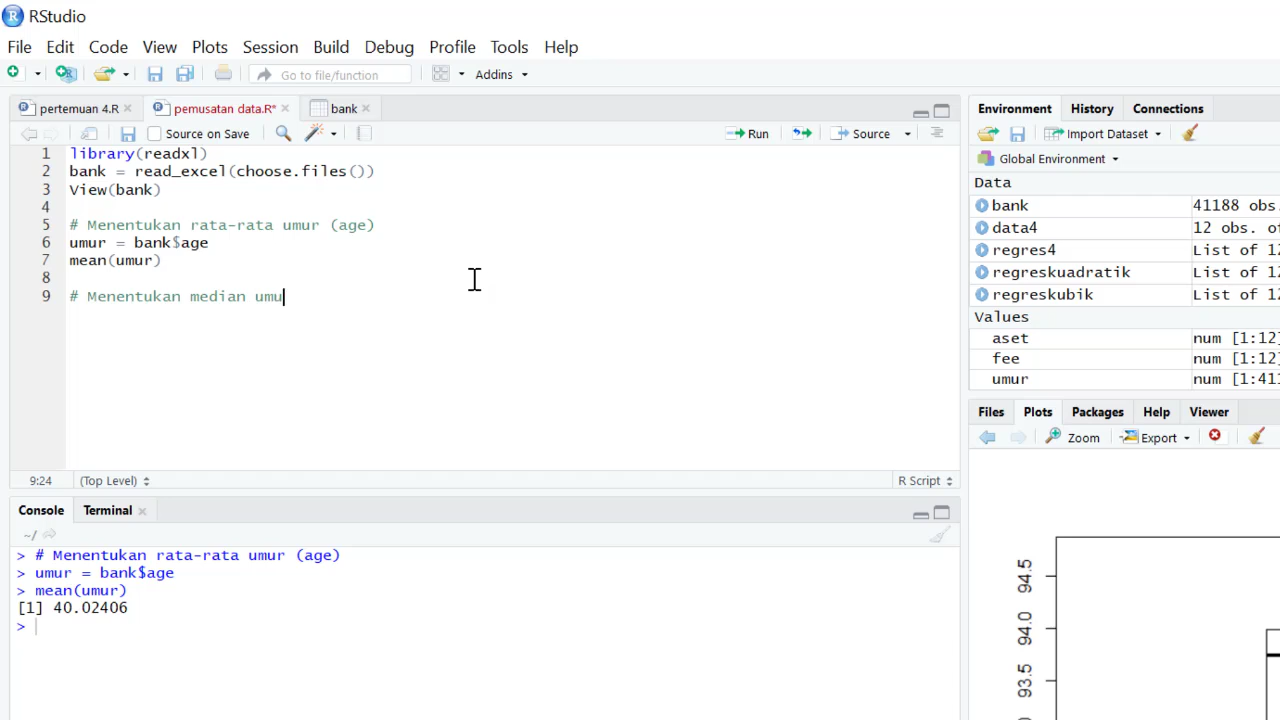 RStudio
File Edit Code View Plots Session Build Debug Profile Tools Help
Go to file/function Addins
pertemuan 4.R pemusatan data.R* bank
Source on Save Run Source
1 library(readxl)
2 bank = read_excel(choose.files())
3 View(bank)
4
5 # Menentukan rata-rata umur (age)
6 umur = bank$age
7 mean(umur)
8
9 # Menentukan median umu
9:24 (Top Level) R Script
Console Terminal
~/
> # Menentukan rata-rata umur (age)
> umur = bank$age
> mean(umur)
[1] 40.02406
>
Environment History Connections
Import Dataset
Global Environment
Data
bank 41188 obs.
data4 12 obs. o
regres4 List of 12
regreskuadratik List of 12
regreskubik List of 12
Values
aset num [1:12]
fee num [1:12]
umur num [1:411
Files Plots Packages Help Viewer
Zoom Export
94.5
94.0
93.5